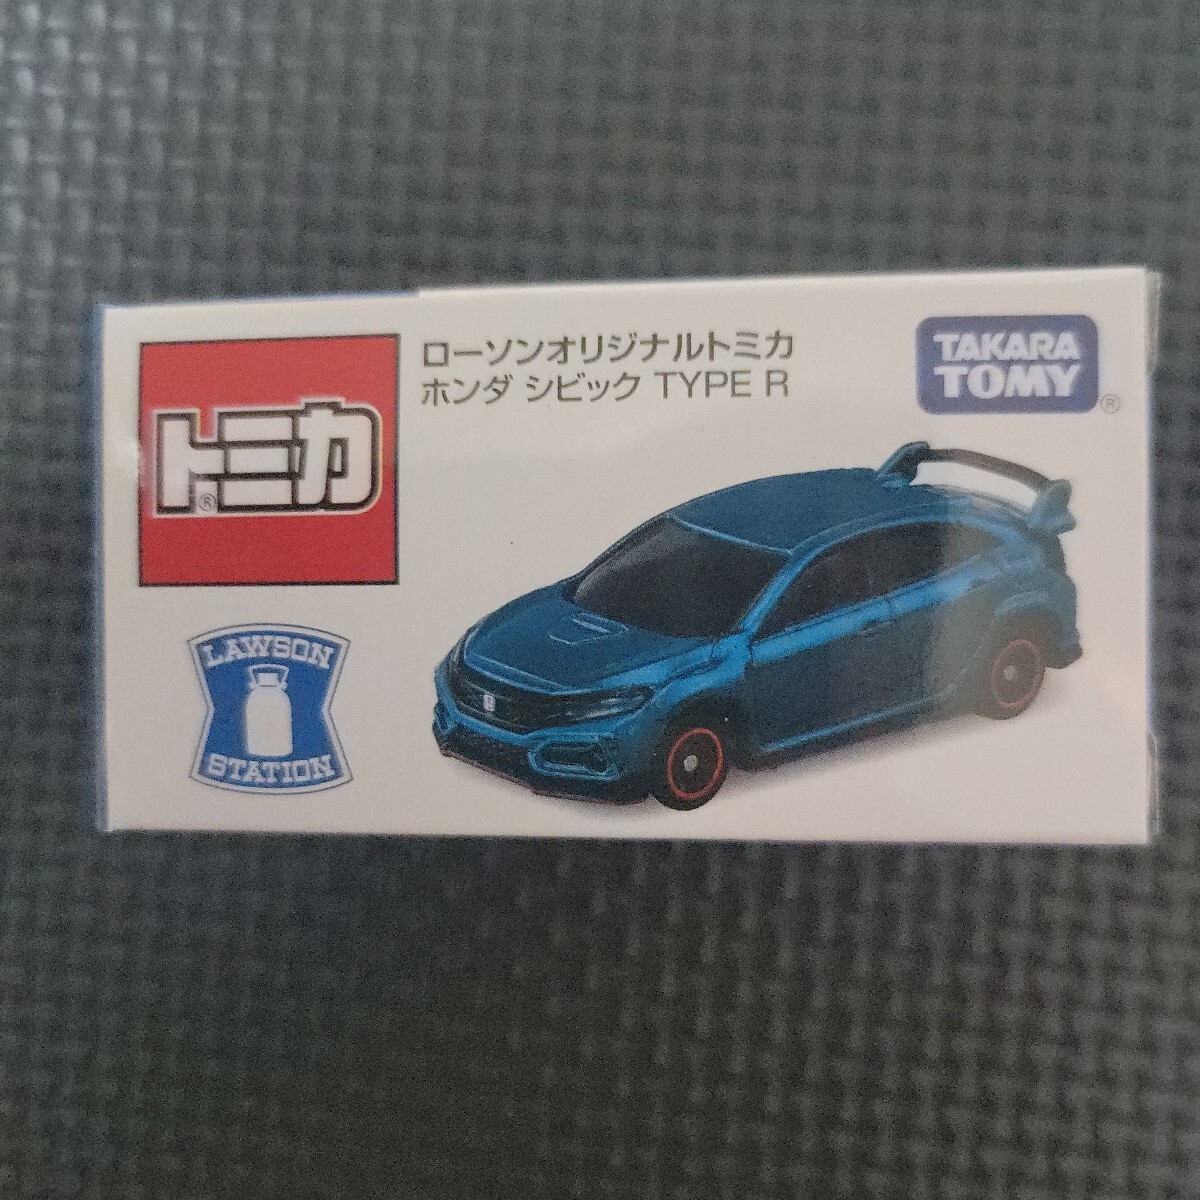 トミカ®
ローソンオリジナルトミカ
ホンダ シビック TYPE R
TAKARA
TOMY®
LAWSON
STATION